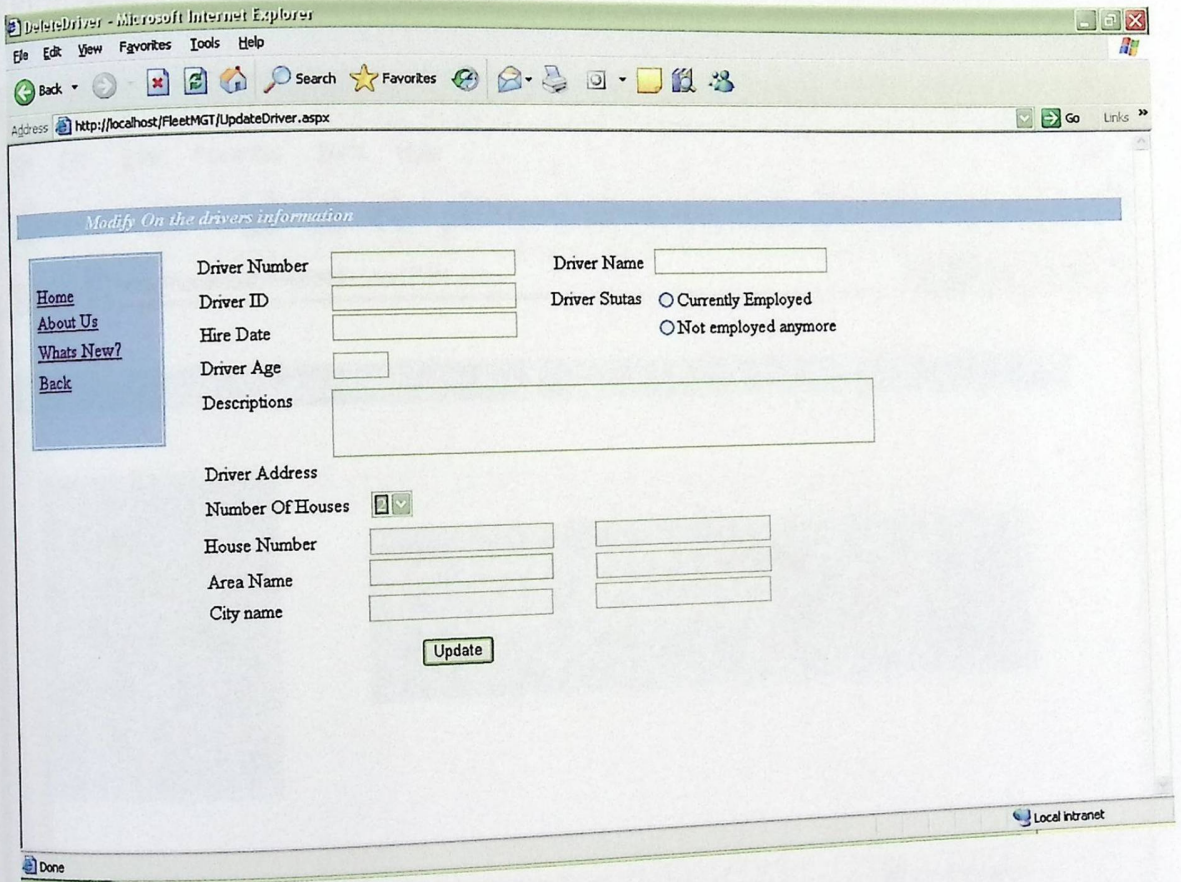 DeleteDriver - Microsoft Internet Explorer
File Edit View Favorites Tools Help
Back Search Favorites
Address http://localhost/FleetMGT/UpdateDriver.aspx Go Links »
Modify On the drivers information
Home
About Us
Whats New?
Back
Driver Number Driver Name
Driver ID Driver Stutas Currently Employed
Hire Date Not employed anymore
Driver Age
Descriptions
Driver Address
Number Of Houses 2
House Number
Area Name
City name
Update
Done Local intranet